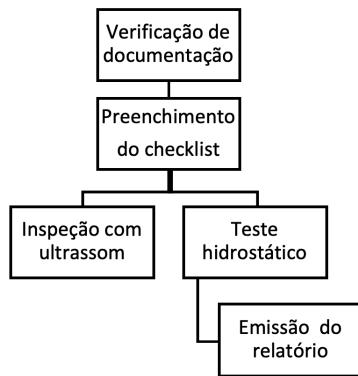 Verificação de
documentação
Preenchimento
do checklist
Inspeção com
ultrassom
Teste
hidrostático
Emissão do
relatório